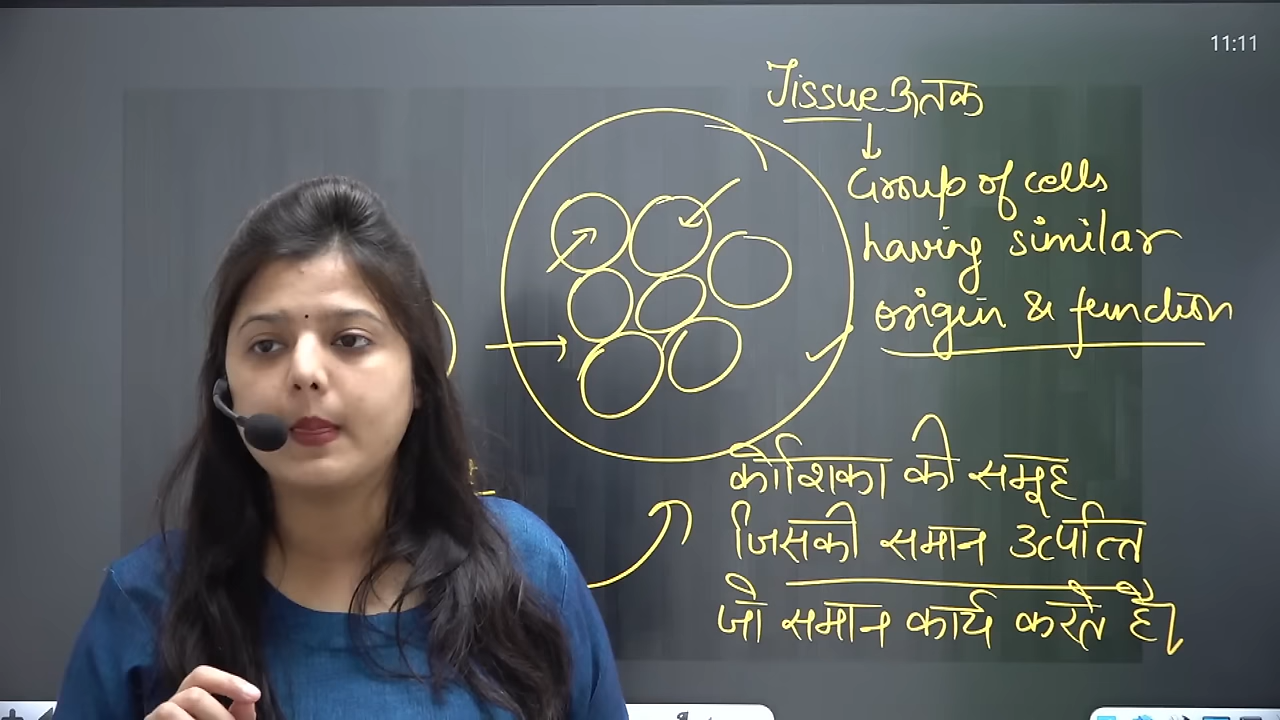 11:11
Tissue ऊतक
Group of cells
having similar
origin & function
कोशिका की समूह
जिसकी समान उत्पत्ति
जो समान कार्य करते है।